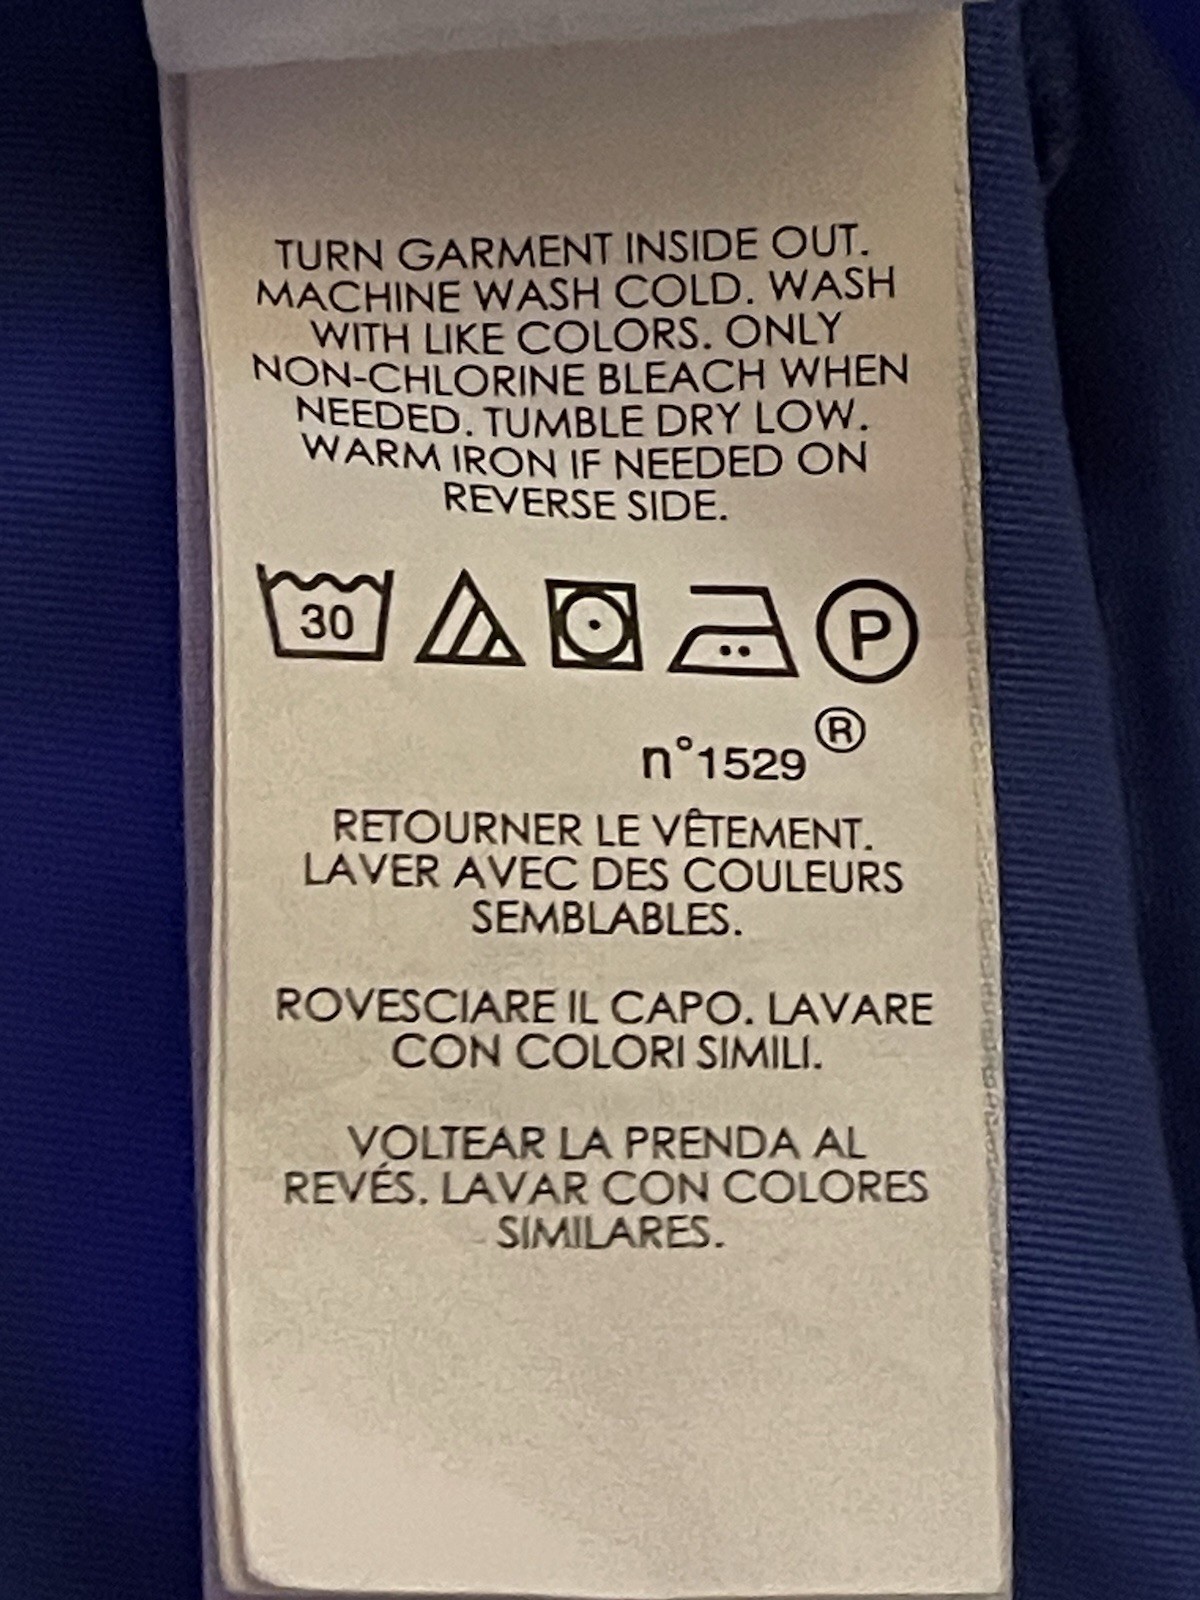 TURN GARMENT INSIDE OUT.
MACHINE WASH COLD. WASH
WITH LIKE COLORS. ONLY
NON-CHLORINE BLEACH WHEN
NEEDED. TUMBLE DRY LOW.
WARM IRON IF NEEDED ON
REVERSE SIDE.
30 P
n°1529 ®
RETOURNER LE VÊTEMENT.
LAVER AVEC DES COULEURS
SEMBLABLES.
ROVESCIARE IL CAPO. LAVARE
CON COLORI SIMILI.
VOLTEAR LA PRENDA AL
REVÉS. LAVAR CON COLORES
SIMILARES.